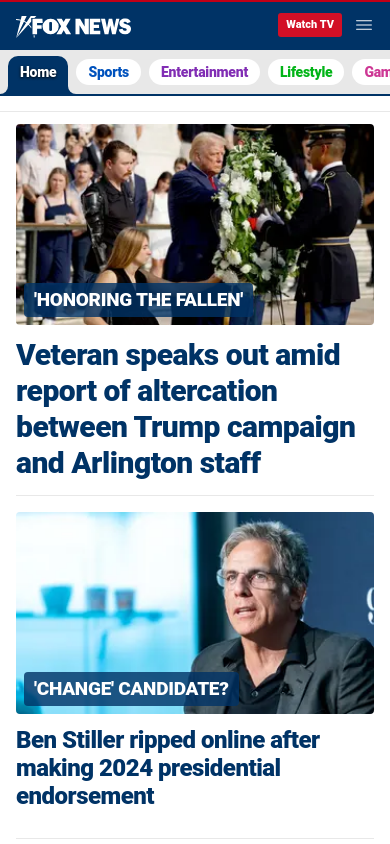 FOX NEWS
Watch TV
Home
Sports
Entertainment
Lifestyle
Gam
'HONORING THE FALLEN'
Veteran speaks out amid
report of altercation
between Trump campaign
and Arlington staff
'CHANGE' CANDIDATE?
Ben Stiller ripped online after
making 2024 presidential
endorsement